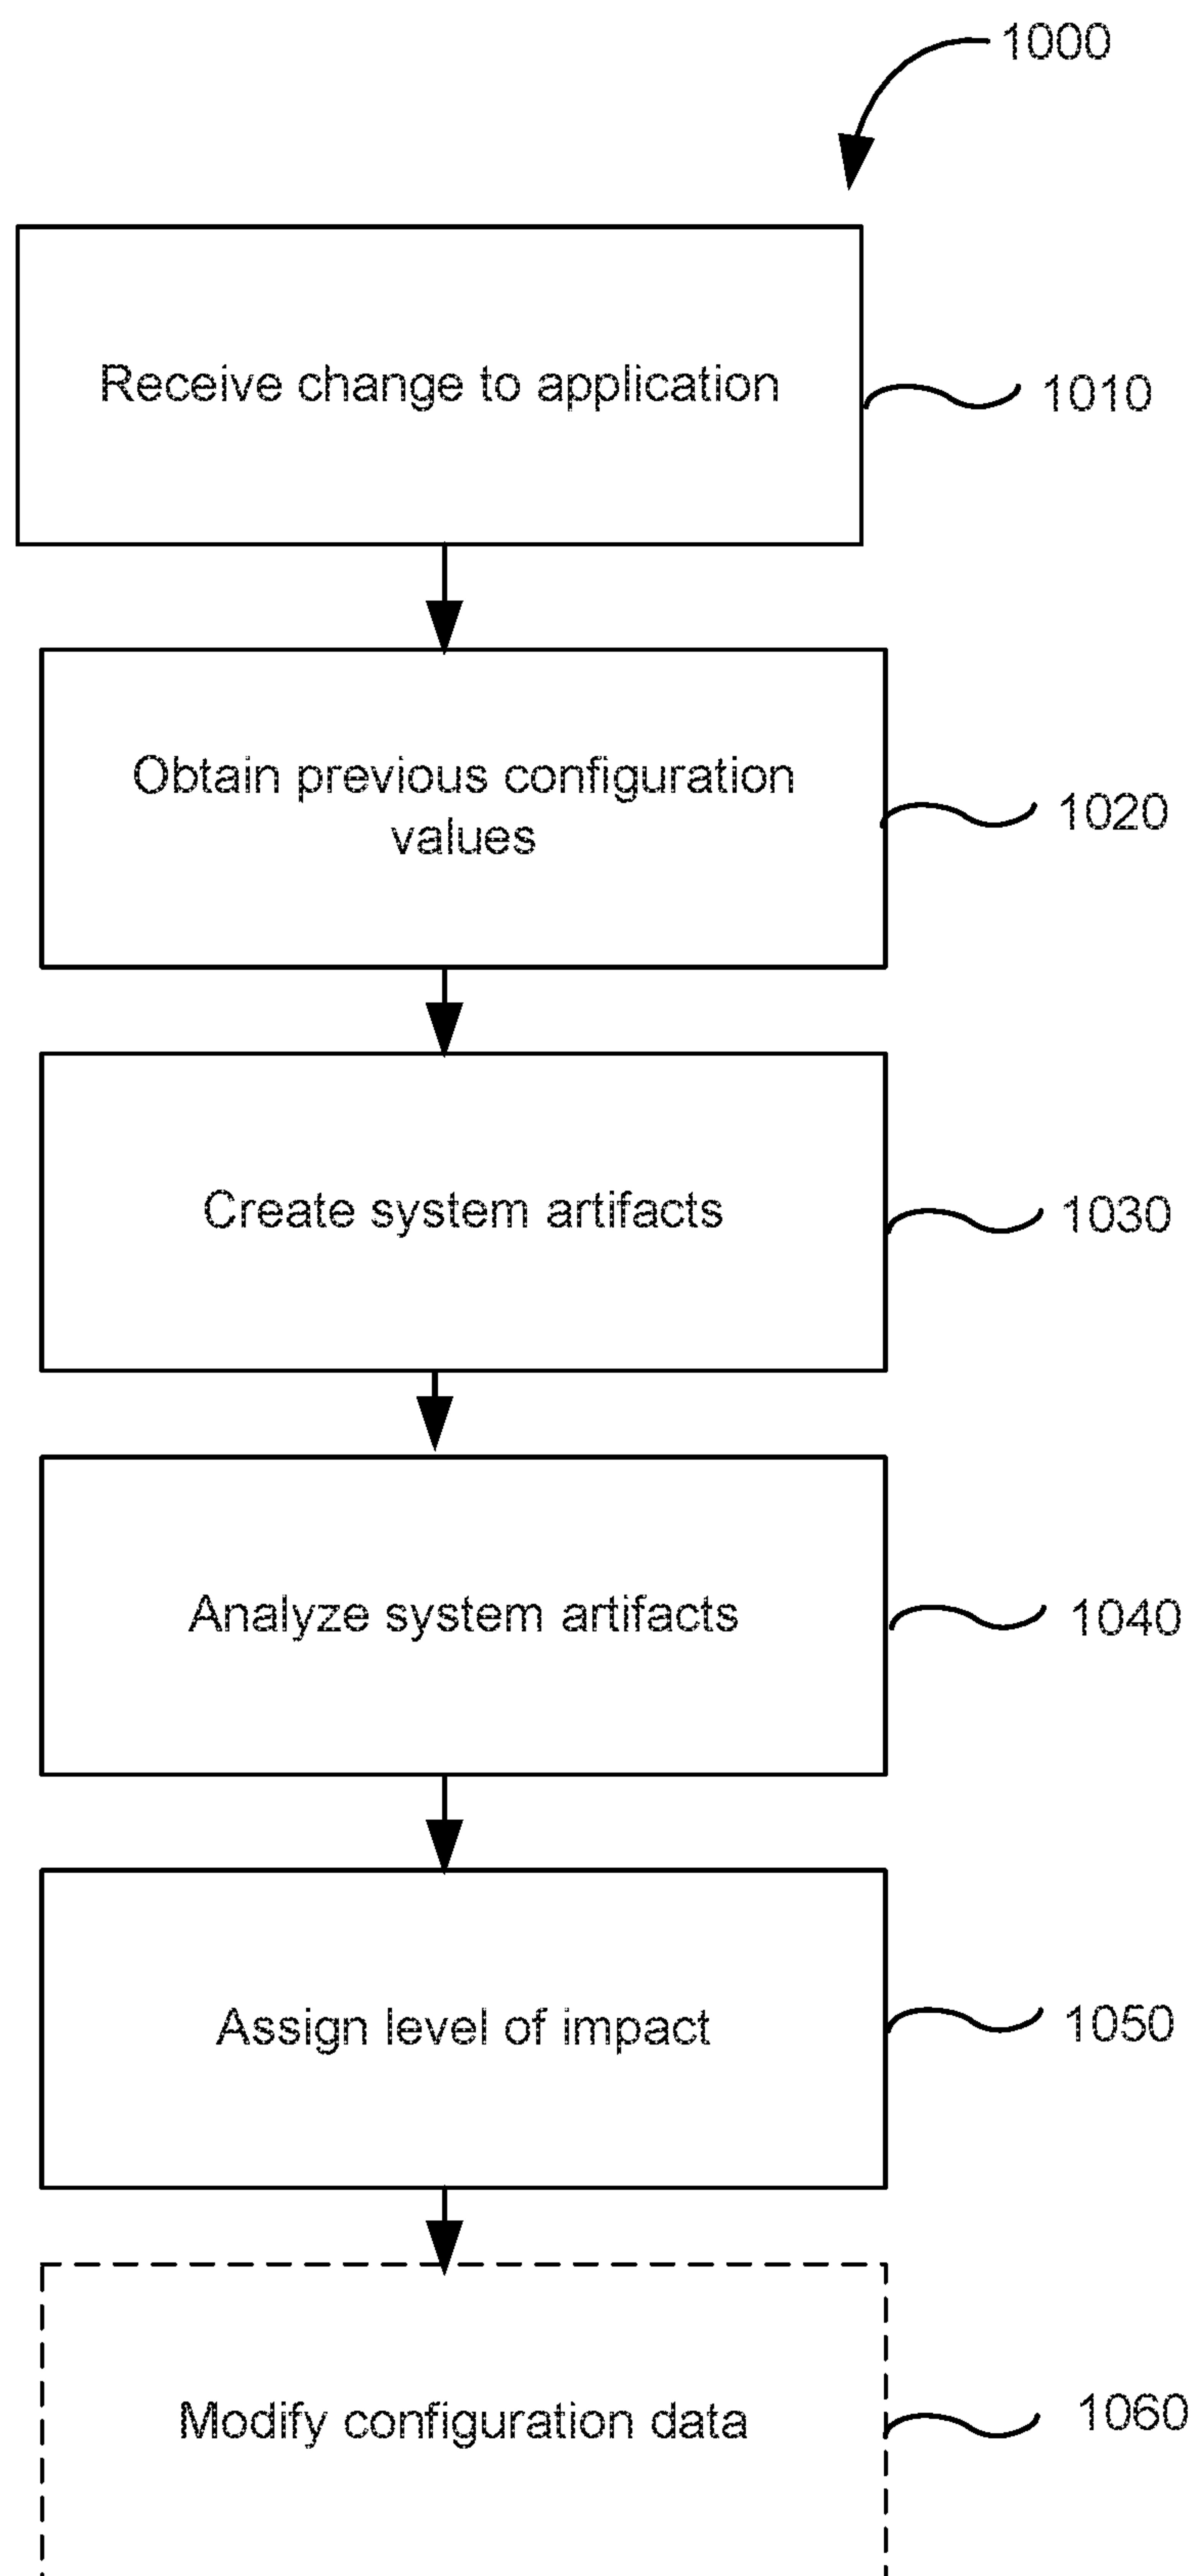 1000
Receive change to application
1010
Obtain previous configuration
values
1020
Create system artifacts
1030
Analyze system artifacts
1040
Assign level of impact
1050
Modify configuration data
1060